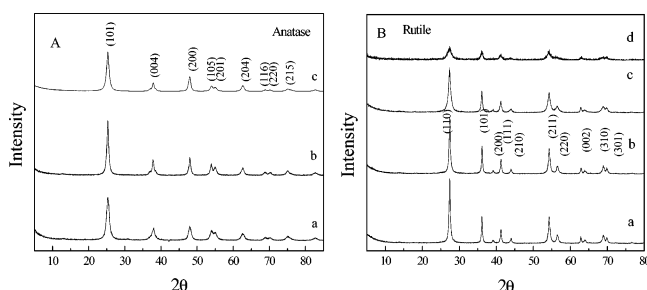 A
Anatase
(101)
(004)
(200)
(105)
(201)
(204)
(116)
(220)
(215)
c
b
a
Intensity
10 20 30 40 50 60 70 80
2θ
B
Rutile
d
c
(110)
(101)
(200)
(111)
(210)
(211)
(220)
(002)
(310)
(301)
b
a
Intensity
10 20 30 40 50 60 70 80
2θ